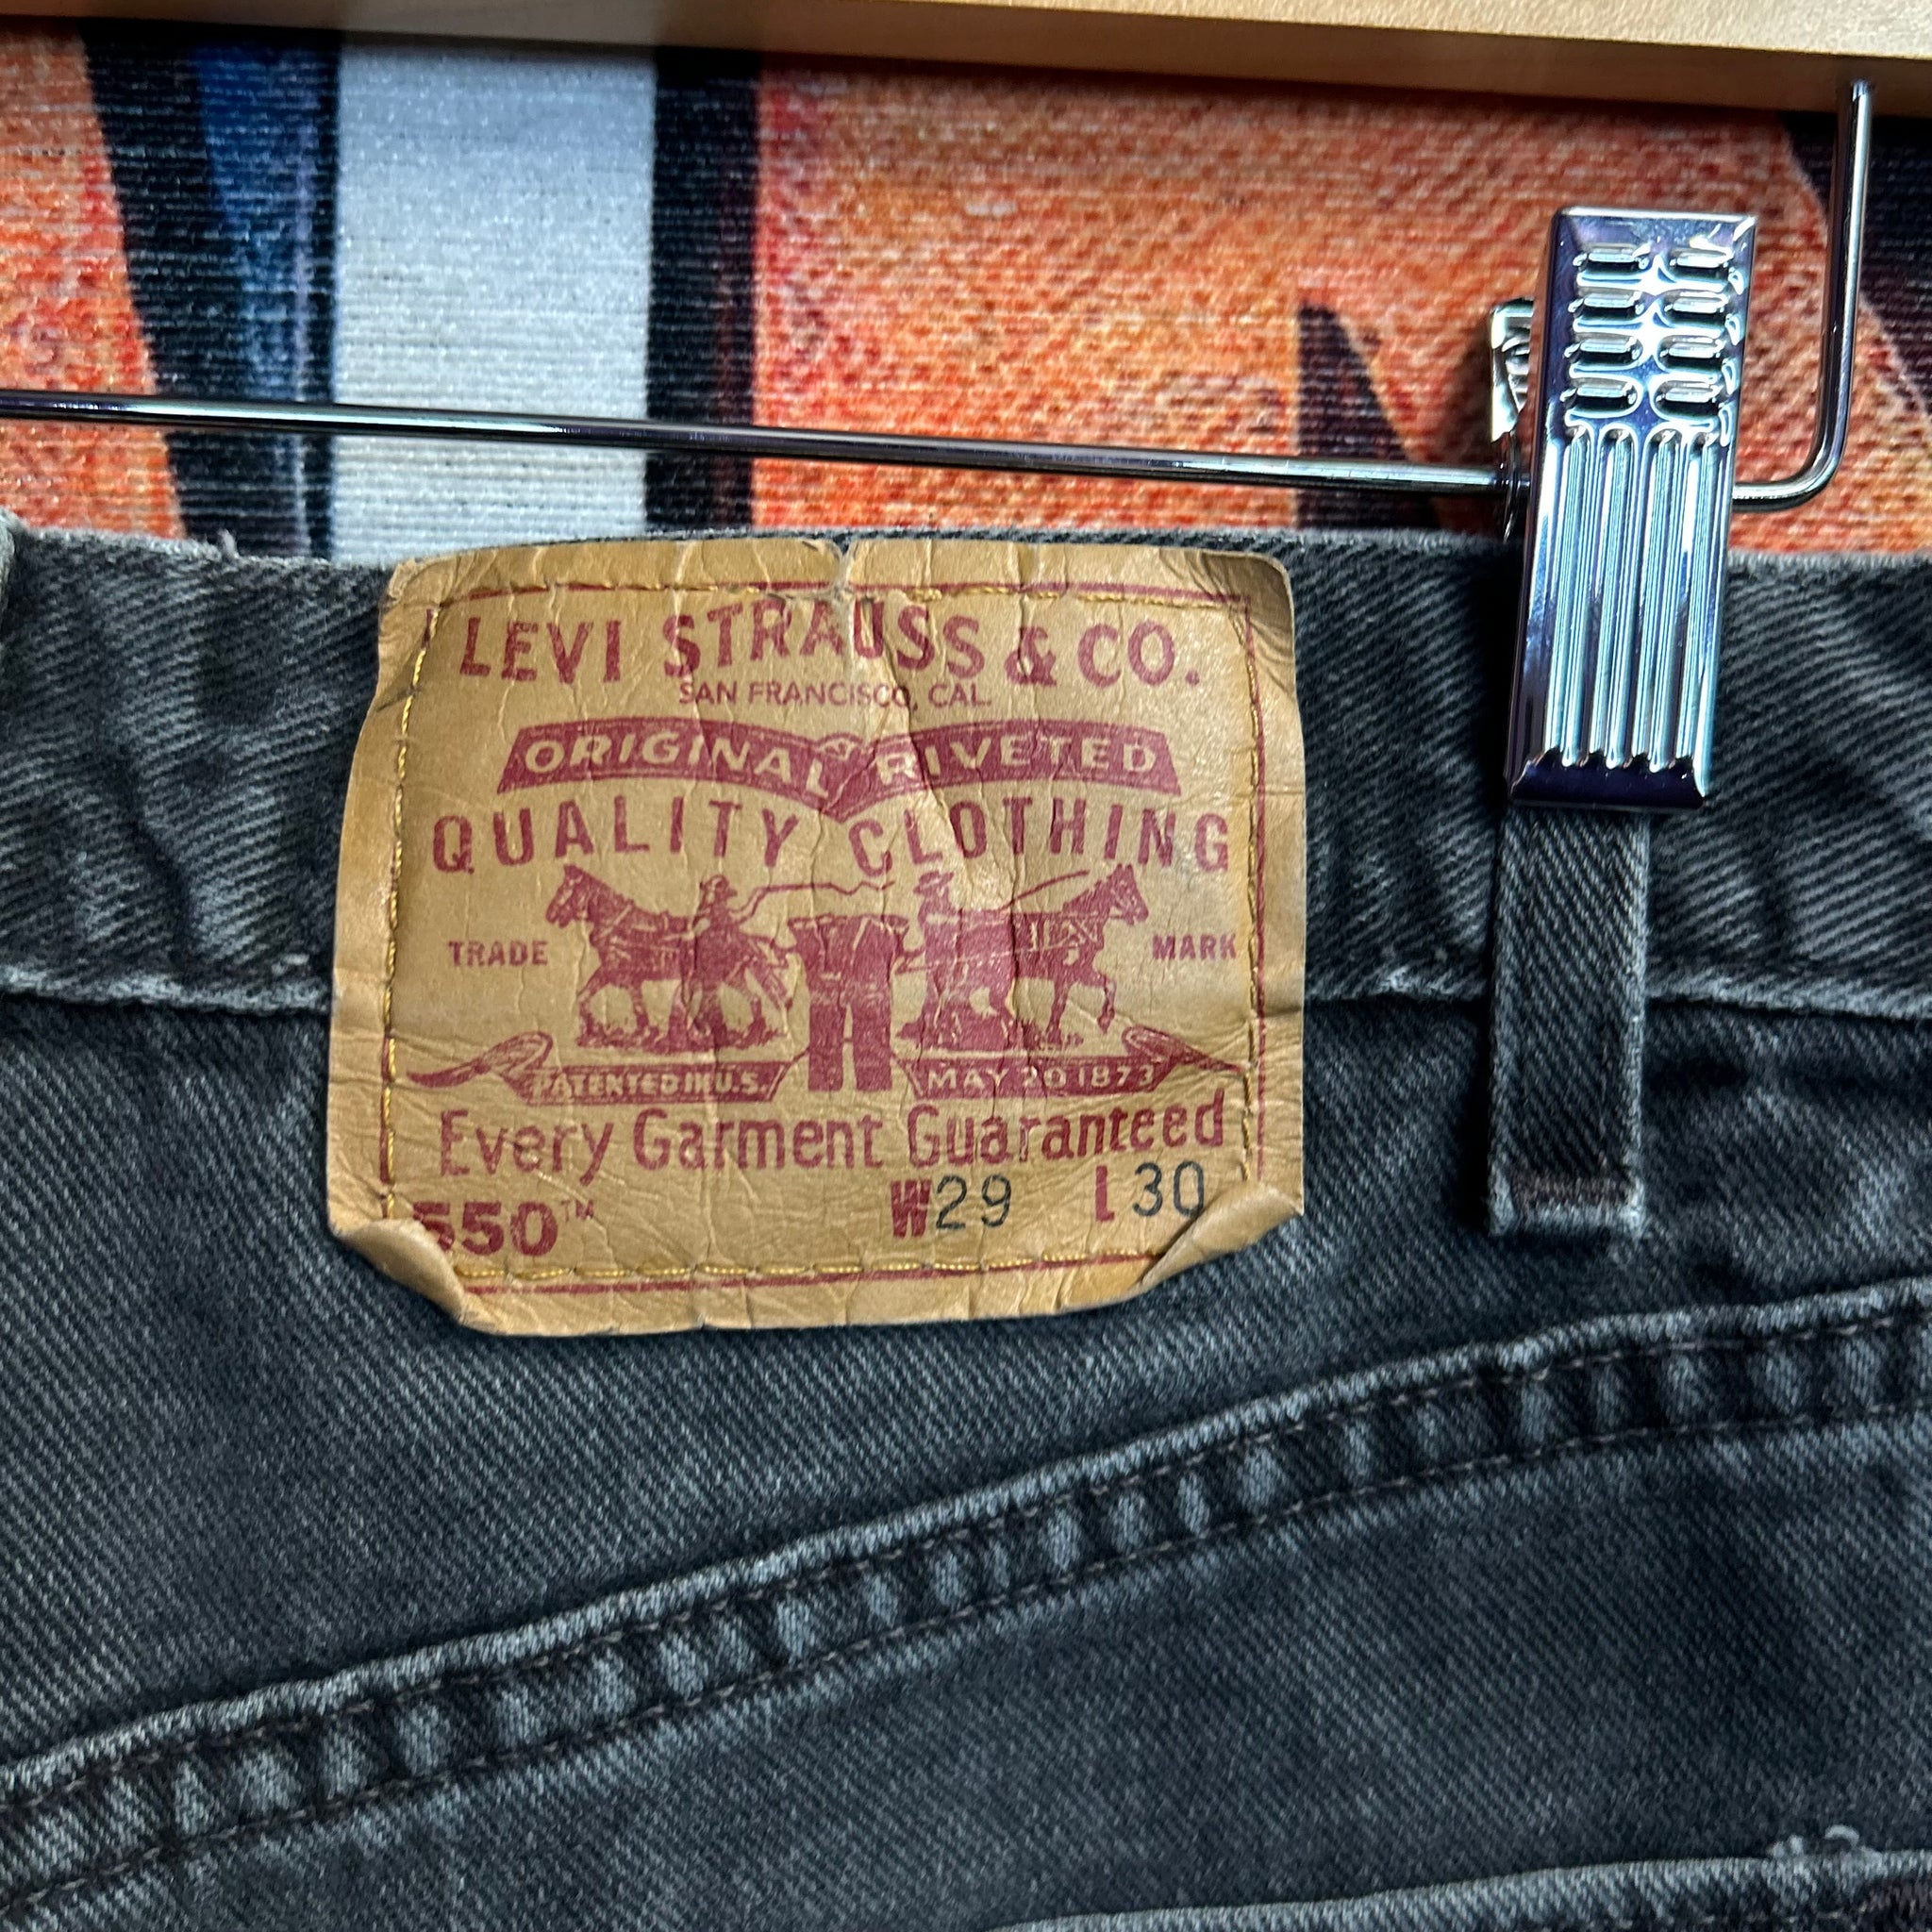 LEVI STRAUSS & CO.
SAN FRANCISCO, CAL.
ORIGINAL RIVETED
QUALITY CLOTHING
TRADE MARK
PATENTED IN U.S. MAY 20 1873
Every Garment Guaranteed
550™ W29 L30